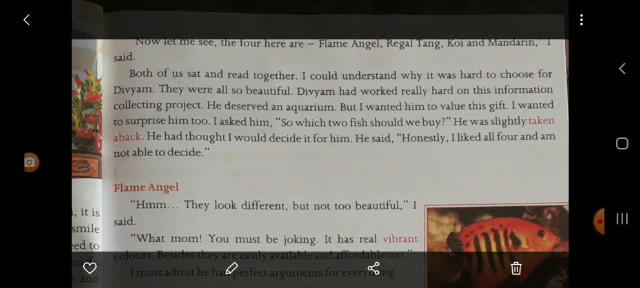 "Now let me see, the four here are – Flame Angel, Regal Tang, Koi and Mandarin," I
said.
Both of us sat and read together. I could understand why it was hard to choose for
Divyam. They were all so beautiful. Divyam had worked really hard on this information
collecting project. He deserved an aquarium. But I wanted him to value this gift. I wanted
to surprise him too. I asked him, "So which two fish should we buy?" He was slightly taken
aback. He had thought I would decide it for him. He said, "Honestly, I liked all four and am
not able to decide."
Flame Angel
"Hmm... They look different, but not too beautiful," I
said.
"What mom! You must be joking. It has real vibrant
colours. Besides they are easily available and affordable too."
I must admit he had perfect arguments for everything.
, it is
smile
ed to
and